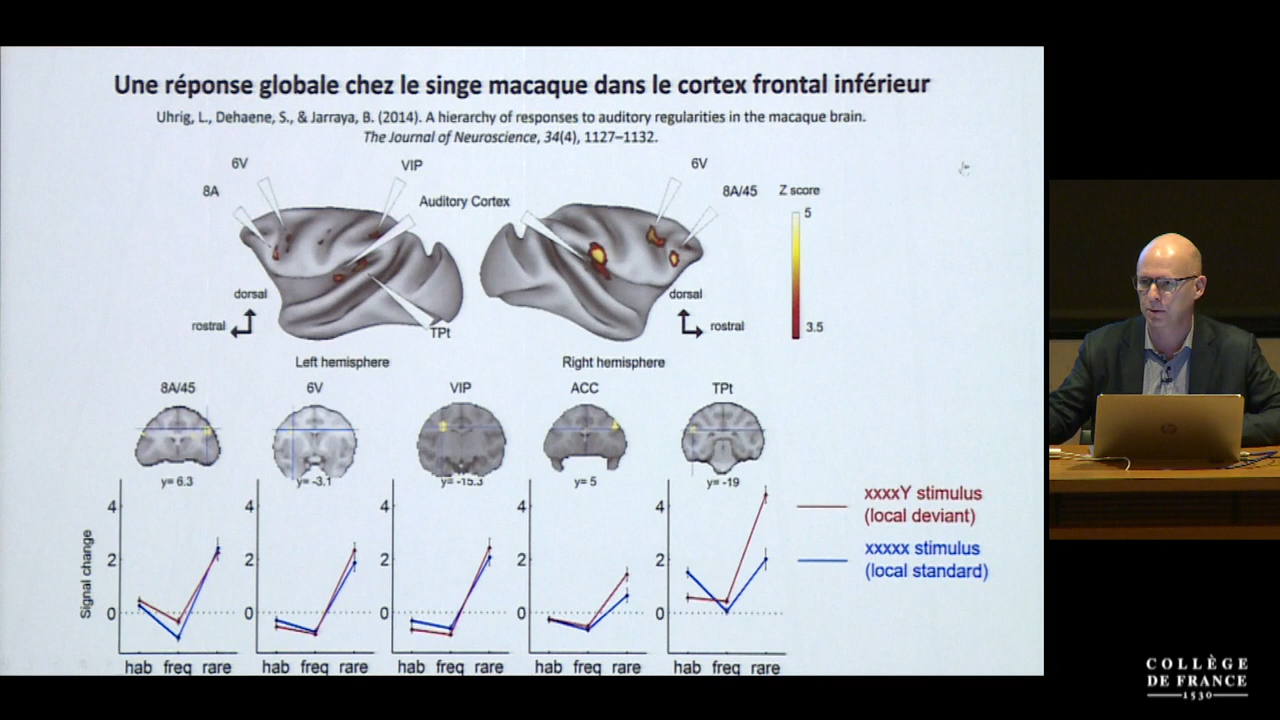 Une réponse globale chez le singe macaque dans le cortex frontal inférieur
Uhrig, L., Dehaene, S., & Jarraya, B. (2014). A hierarchy of responses to auditory regularities in the macaque brain.
The Journal of Neuroscience, 34(4), 1127–1132.
6V
VIP
6V
8A
Auditory Cortex
8A/45
Z score
5
dorsal
rostral
TPt
dorsal
rostral
3.5
Left hemisphere
Right hemisphere
8A/45
6V
VIP
ACC
TPt
y= 6.3
y= -3.1
y= -15.3
y= 5
y= -19
Signal change
4
2
0
4
2
0
4
2
0
4
2
0
4
2
0
hab freq rare
hab freq rare
hab freq rare
hab freq rare
hab freq rare
xxxxY stimulus
(local deviant)
xxxxx stimulus
(local standard)
hp
COLLÈGE
DE FRANCE
1530